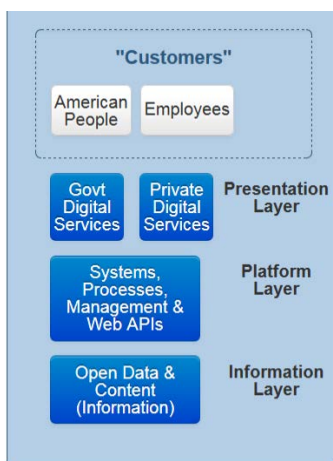 "Customers"
American
People
Employees
Govt
Digital
Services
Private
Digital
Services
Presentation
Layer
Systems,
Processes,
Management &
Web APIs
Platform
Layer
Open Data &
Content
(Information)
Information
Layer